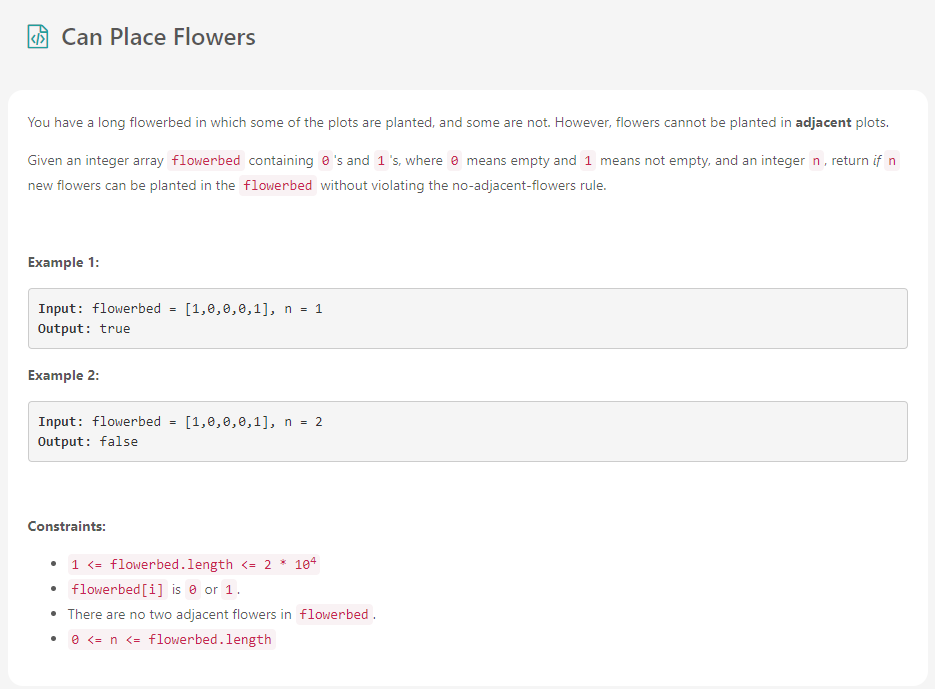 Can Place Flowers
You have a long flowerbed in which some of the plots are planted, and some are not. However, flowers cannot be planted in adjacent plots.
Given an integer array flowerbed containing 0 's and 1 's, where 0 means empty and 1 means not empty, and an integer n , return if n
new flowers can be planted in the flowerbed without violating the no-adjacent-flowers rule.
Example 1:
Input: flowerbed = [1,0,0,0,1], n = 1
Output: true
Example 2:
Input: flowerbed = [1,0,0,0,1], n = 2
Output: false
Constraints:
• 1 <= flowerbed.length <= 2 * 10⁴
• flowerbed[i] is 0 or 1 .
• There are no two adjacent flowers in flowerbed .
• 0 <= n <= flowerbed.length